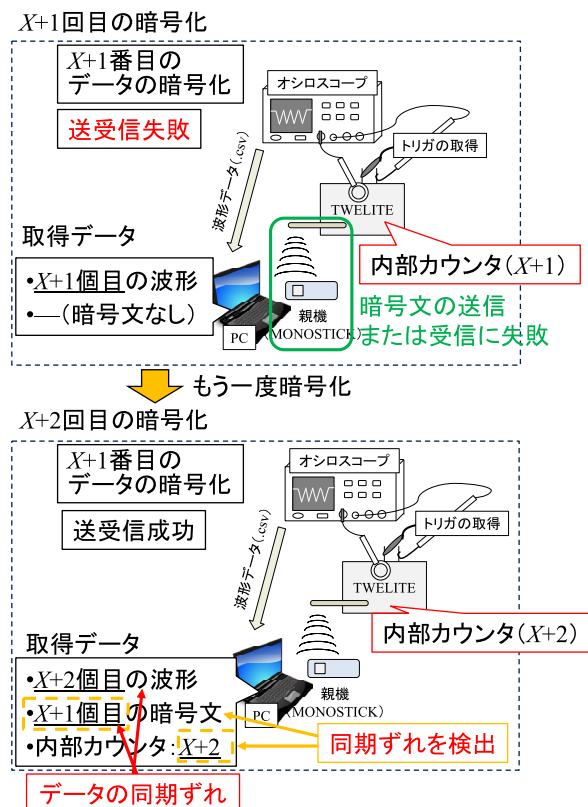 X+1回目の暗号化
X+1番目の
データの暗号化
送受信失敗
オシロスコープ
トリガの取得
波形データ(.csv)
TWELITE
取得データ
•X+1個目の波形
•―(暗号文なし)
内部カウンタ(X+1)
PC
親機
(MONOSTICK)
暗号文の送信
または受信に失敗
もう一度暗号化
X+2回目の暗号化
X+1番目の
データの暗号化
送受信成功
オシロスコープ
トリガの取得
波形データ(.csv)
TWELITE
内部カウンタ(X+2)
取得データ
•X+2個目の波形
•X+1個目の暗号文
•内部カウンタ:X+2
PC
親機
(MONOSTICK)
同期ずれを検出
データの同期ずれ